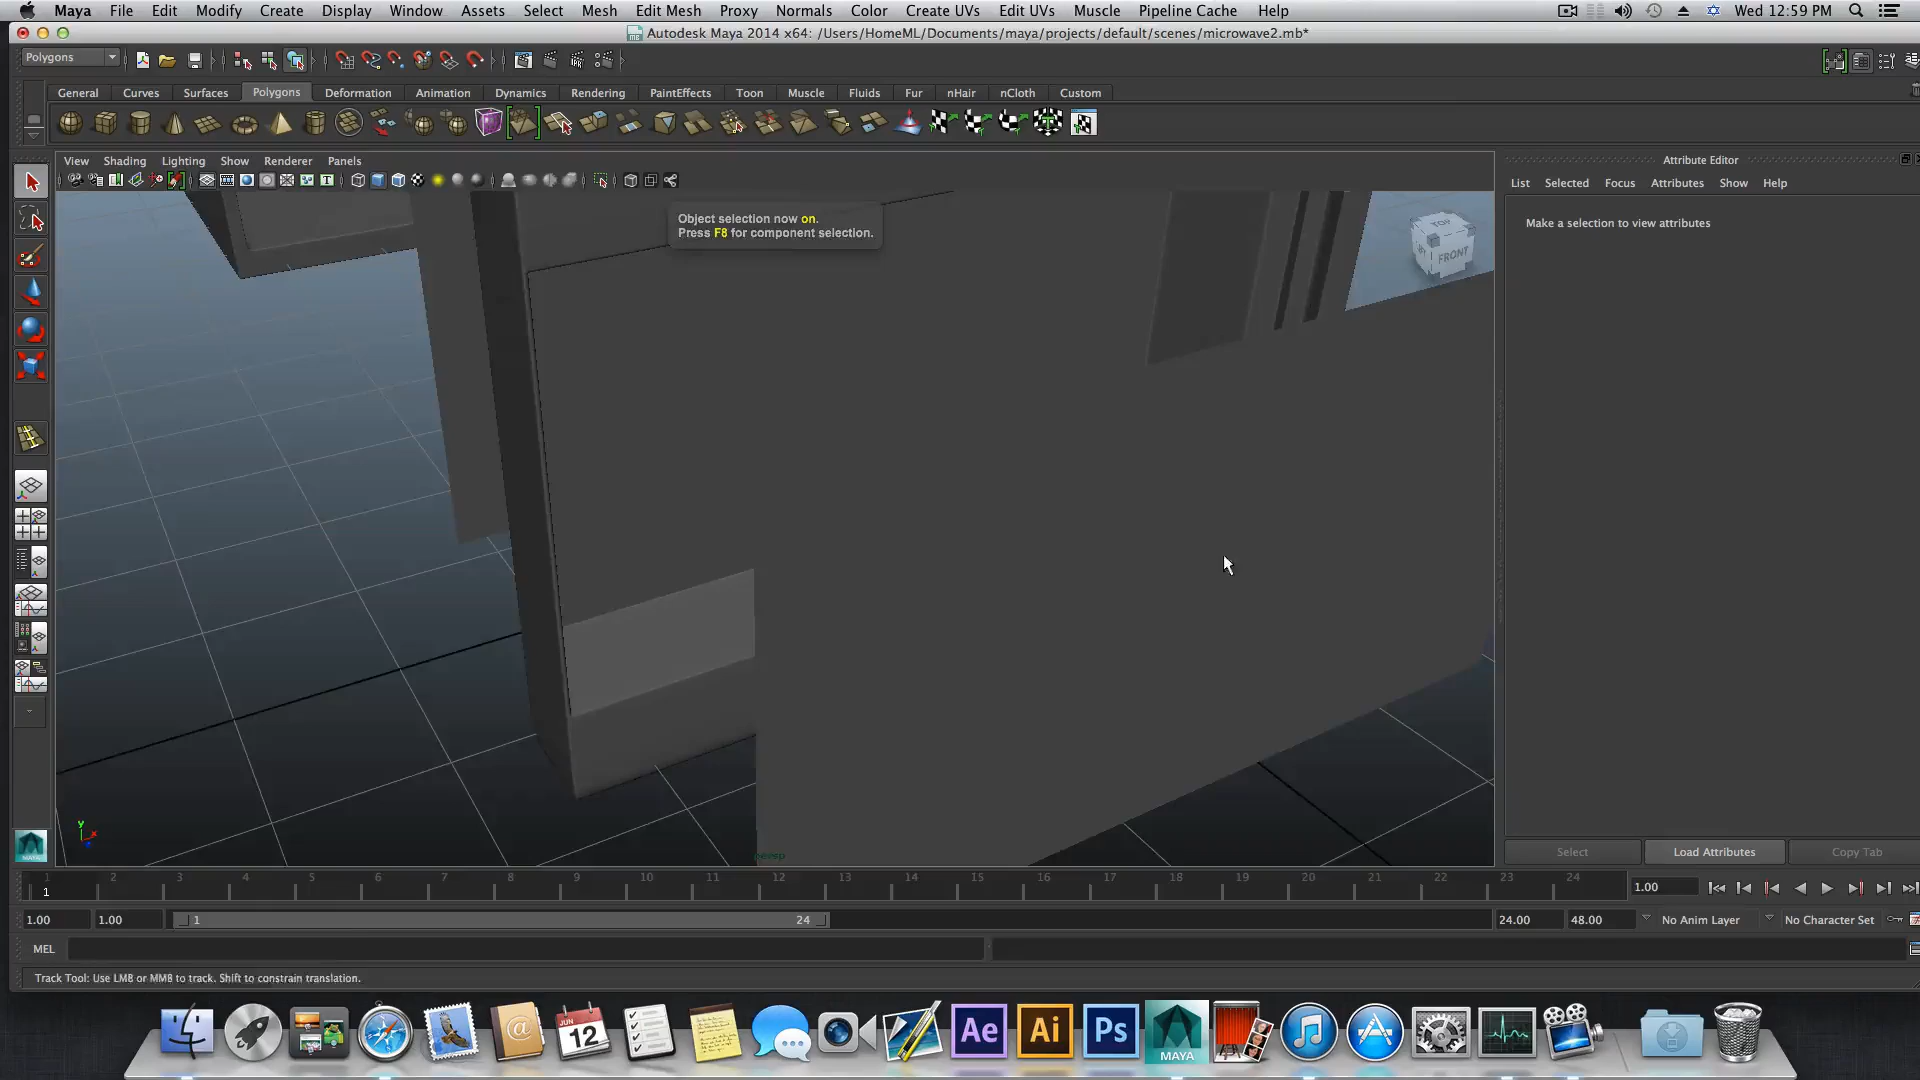 Maya File Edit Modify Create Display Window Assets Select Mesh Edit Mesh Proxy Normals Color Create UVs Edit UVs Muscle Pipeline Cache Help Wed 12:59 PM
Autodesk Maya 2014 x64: /Users/HomeML/Documents/maya/projects/default/scenes/microwave2.mb*
Polygons
General Curves Surfaces Polygons Deformation Animation Dynamics Rendering PaintEffects Toon Muscle Fluids Fur nHair nCloth Custom
View Shading Lighting Show Renderer Panels
Attribute Editor
List Selected Focus Attributes Show Help
Object selection now on.
Press F8 for component selection.
Make a selection to view attributes
TOP
FRONT
y
persp
Select Load Attributes Copy Tab
1 2 3 4 5 6 7 8 9 10 11 12 13 14 15 16 17 18 19 20 21 22 23 24
1
1.00
1.00 1.00 1 24 24.00 48.00 No Anim Layer No Character Set
MEL
Track Tool: Use LMB or MMB to track. Shift to constrain translation.
JUN
12
@
Ae
Ai
Ps
MAYA
MAYA